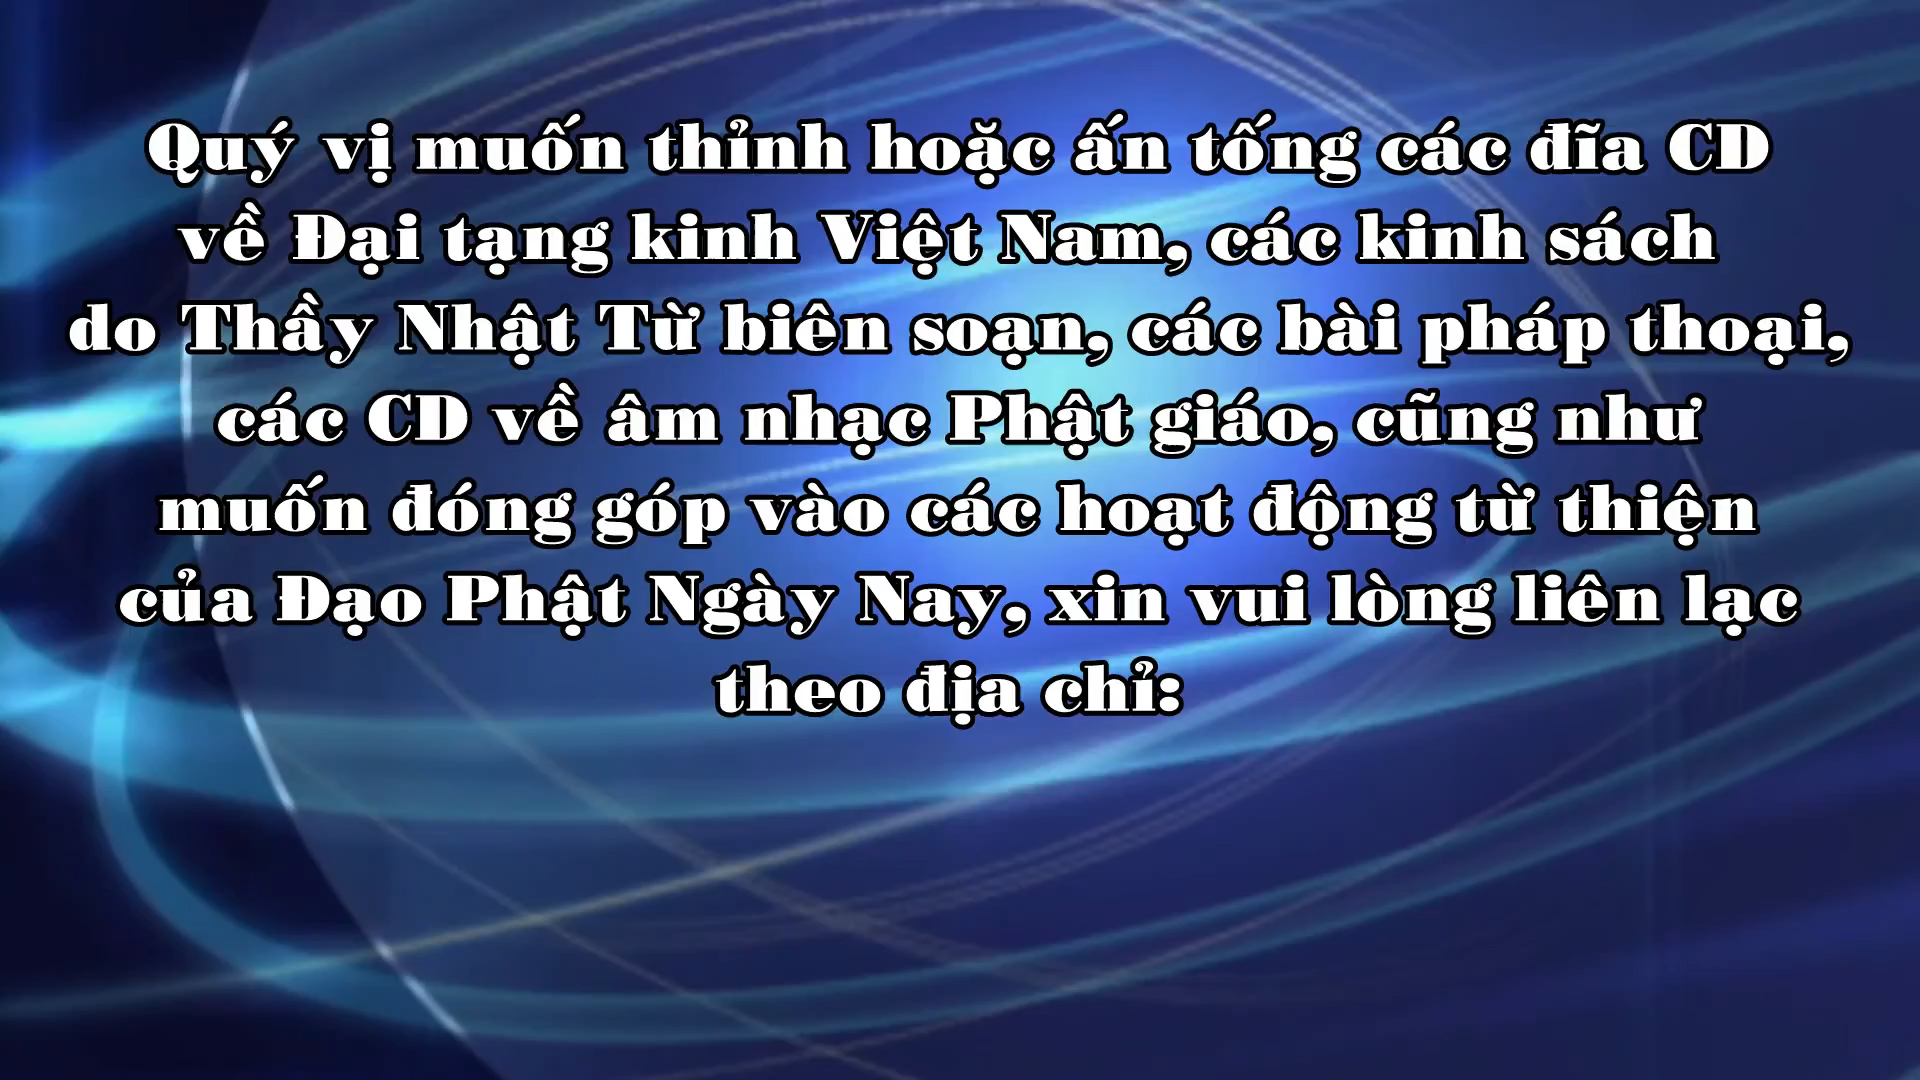 Quý vị muốn thỉnh hoặc ấn tống các đĩa CD
về Đại tạng kinh Việt Nam, các kinh sách
do Thầy Nhật Từ biên soạn, các bài pháp thoại,
các CD về âm nhạc Phật giáo, cũng như
muốn đóng góp vào các hoạt động từ thiện
của Đạo Phật Ngày Nay, xin vui lòng liên lạc
theo địa chỉ: